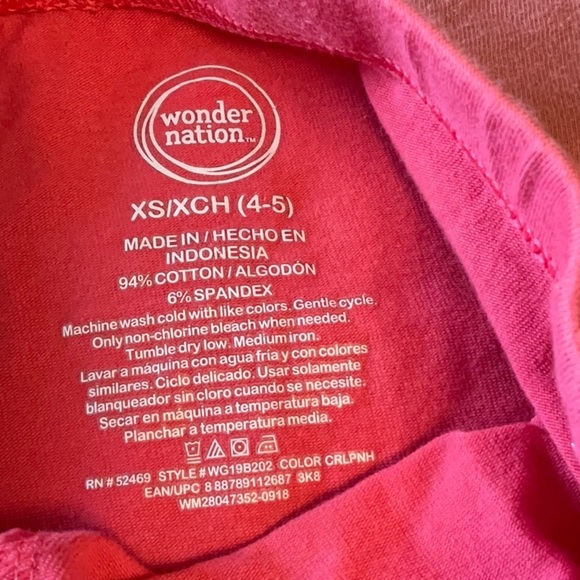 wonder
nation™
XS/XCH (4-5)
MADE IN / HECHO EN
INDONESIA
94% COTTON / ALGODÓN
6% SPANDEX
Machine wash cold with like colors. Gentle cycle.
Only non-chlorine bleach when needed.
Tumble dry low. Medium iron.
Lavar a máquina con agua fría y con colores
similares. Ciclo delicado. Usar solamente
blanqueador sin cloro cuando se necesite.
Secar en máquina a temperatura baja.
Planchar a temperatura media.
RN # 52469 STYLE # WG19B202 COLOR CRLPNH
EAN/UPC 8 88789112687 3K8
WM28047352-0918